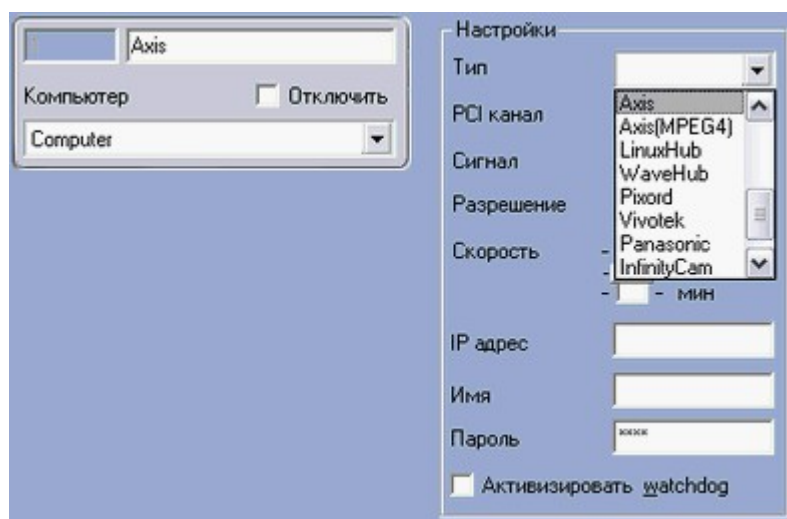 Axis
Компьютер
Отключить
Computer
Настройки
Тип
Axis
Axis(MPEG4)
LinuxHub
WaveHub
Pixord
Vivotek
Panasonic
InfinityCam
PCI канал
Сигнал
Разрешение
Скорость
- мин
IP адрес
Имя
Пароль
****
Активизировать watchdog